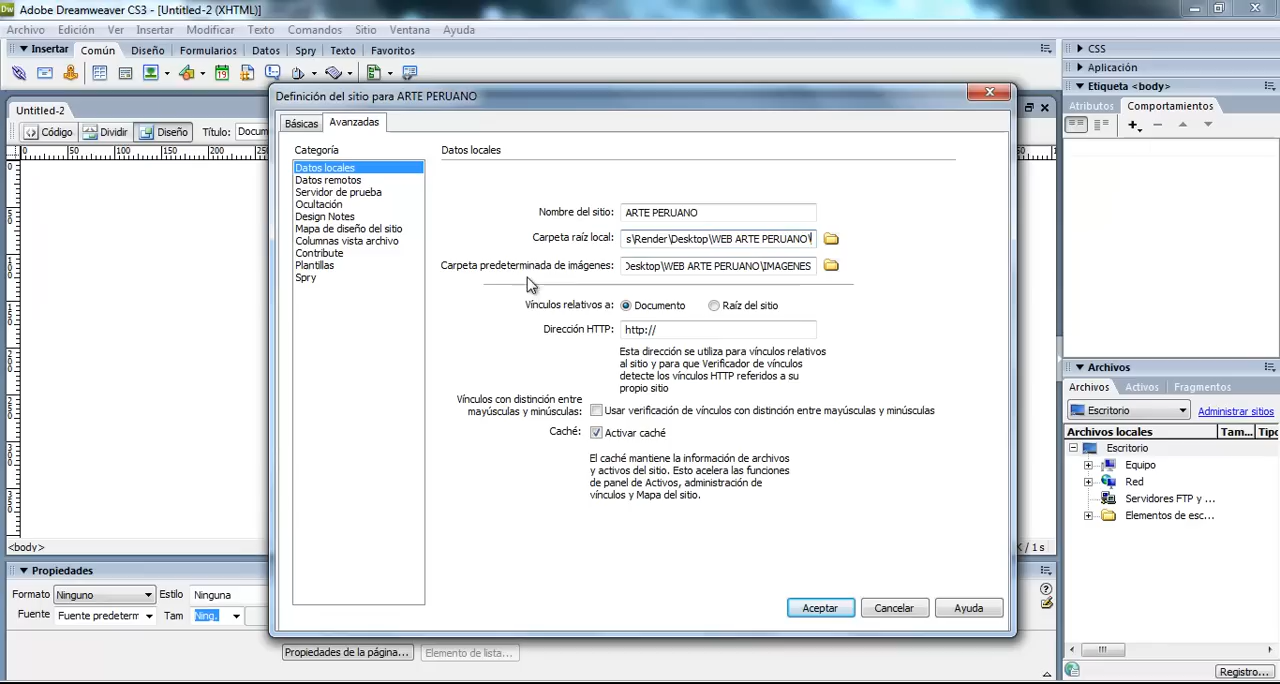 Dw Adobe Dreamweaver CS3 - [Untitled-2 (XHTML)]
Archivo Edición Ver Insertar Modificar Texto Comandos Sitio Ventana Ayuda
Insertar Común Diseño Formularios Datos Spry Texto Favoritos
CSS
Aplicación
Etiqueta <body>
Atributos Comportamientos
Untitled-2
Código Dividir Diseño Título: Docum
0 50 100 150 200 250
Definición del sitio para ARTE PERUANO
Básicas Avanzadas
Categoría
Datos locales
Datos remotos
Servidor de prueba
Ocultación
Design Notes
Mapa de diseño del sitio
Columnas vista archivo
Contribute
Plantillas
Spry
Datos locales
Nombre del sitio: ARTE PERUANO
Carpeta raíz local: s\Render\Desktop\WEB ARTE PERUANO\
Carpeta predeterminada de imágenes: Desktop\WEB ARTE PERUANO\IMAGENES
Vínculos relativos a: Documento Raíz del sitio
Dirección HTTP: http://
Esta dirección se utiliza para vínculos relativos
al sitio y para que Verificador de vínculos
detecte los vínculos HTTP referidos a su
propio sitio
Vínculos con distinción entre
mayúsculas y minúsculas: Usar verificación de vínculos con distinción entre mayúsculas y minúsculas
Caché: Activar caché
El caché mantiene la información de archivos
y activos del sitio. Esto acelera las funciones
de panel de Activos, administración de
vínculos y Mapa del sitio.
Aceptar Cancelar Ayuda
Archivos
Archivos Activos Fragmentos
Escritorio Administrar sitios
Archivos locales Tam... Tipo
Escritorio
Equipo
Red
Servidores FTP y ...
Elementos de esc...
<body>
K / 1 s
Propiedades
Formato Ninguno Estilo Ninguna
Fuente Fuente predeterm Tam Ning.
Propiedades de la página... Elemento de lista...
Registro...